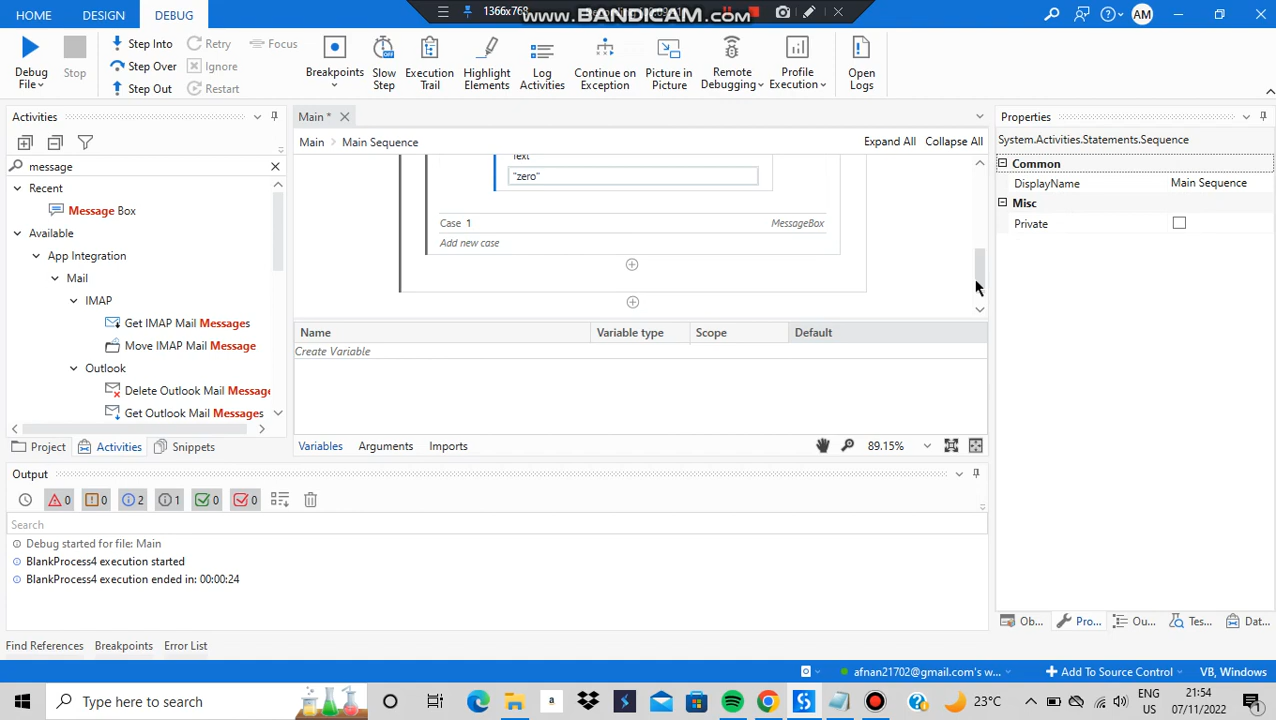 HOME DESIGN DEBUG
1366x768
www.BANDICAM.com
AM
Debug File
Stop
Step Into
Step Over
Step Out
Retry
Ignore
Restart
Focus
Breakpoints
Slow Step
Execution Trail
Highlight Elements
Log Activities
Continue on Exception
Picture in Picture
Remote Debugging
Profile Execution
Open Logs
Activities
message
Recent
Message Box
Available
App Integration
Mail
IMAP
Get IMAP Mail Messages
Move IMAP Mail Message
Outlook
Delete Outlook Mail Message
Get Outlook Mail Messages
Project Activities Snippets
Main *
Main > Main Sequence
Expand All Collapse All
Text
"zero"
Case 1 MessageBox
Add new case
Name Variable type Scope Default
Create Variable
Variables Arguments Imports
89.15%
Properties
System.Activities.Statements.Sequence
Common
DisplayName Main Sequence
Misc
Private
Ob... Pro... Ou... Tes... Dat...
Output
0 0 2 1 0 0
Search
Debug started for file: Main
BlankProcess4 execution started
BlankProcess4 execution ended in: 00:00:24
Find References Breakpoints Error List
afnan21702@gmail.com's w...
Add To Source Control
VB, Windows
Type here to search
a
23°C
ENG
US
21:54
07/11/2022